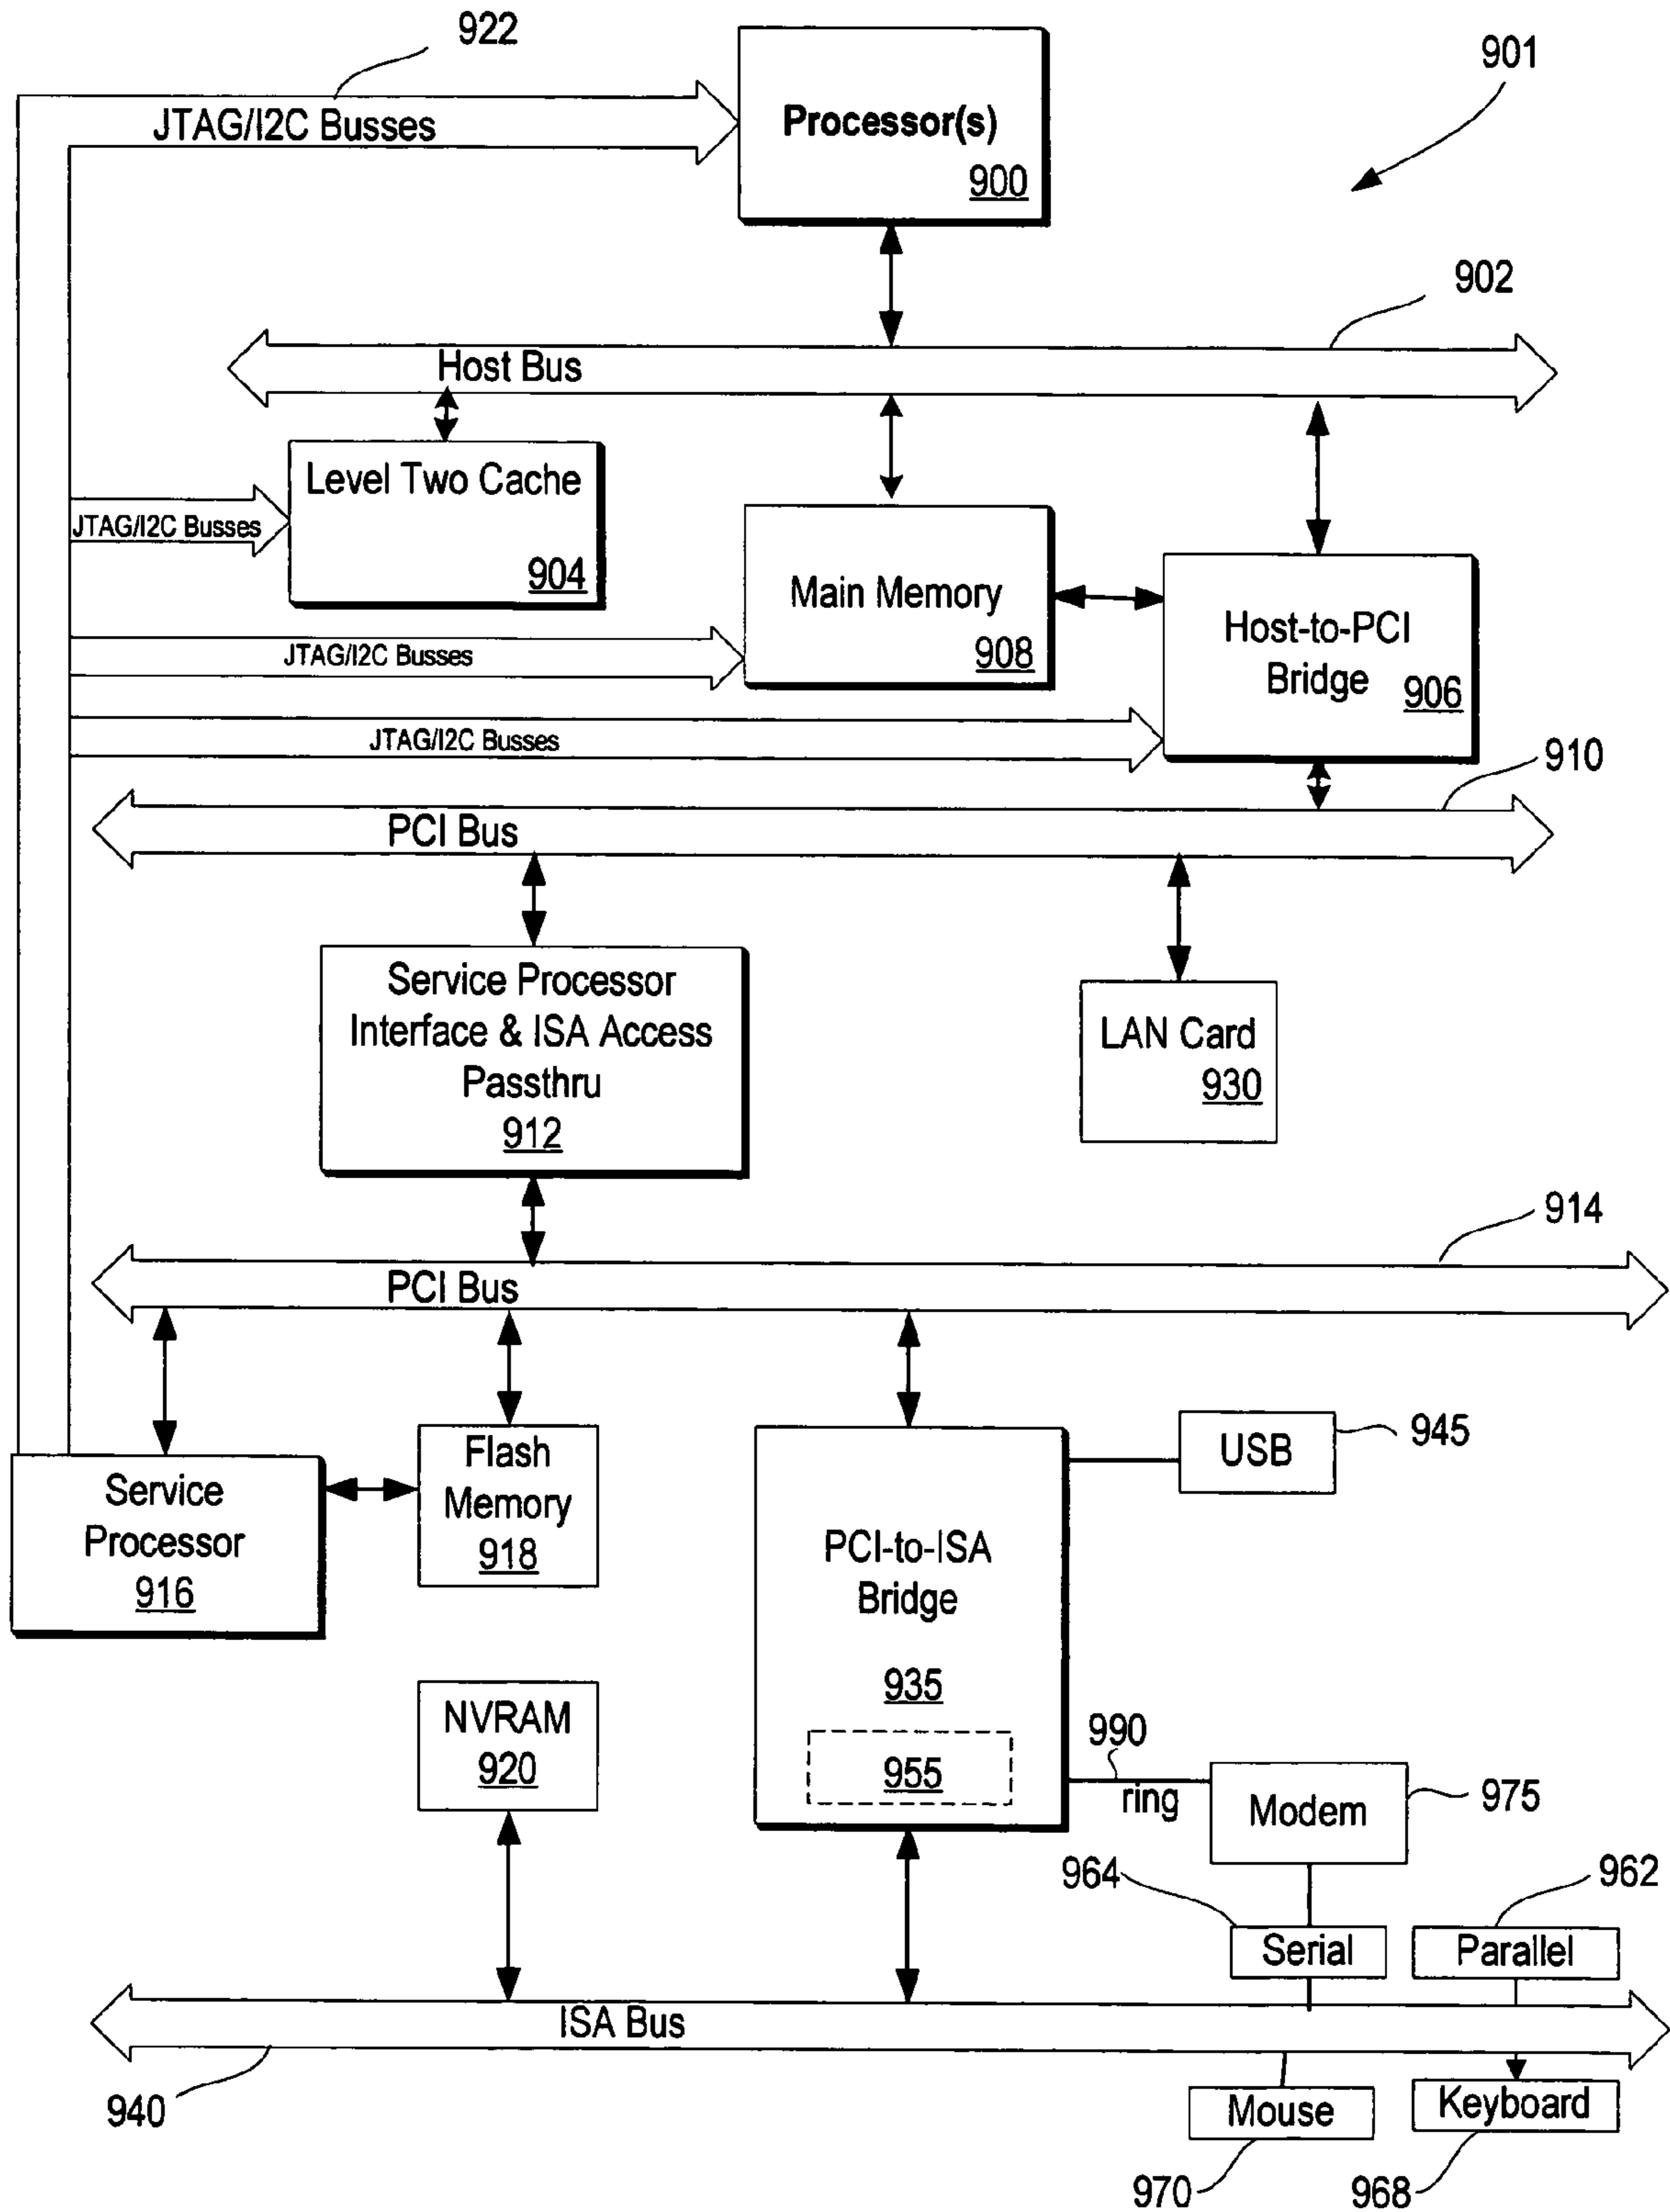 922
901
JTAG/I2C Busses
Processor(s)
900
902
Host Bus
Level Two Cache
904
JTAG/I2C Busses
Main Memory
908
Host-to-PCI
Bridge
906
JTAG/I2C Busses
JTAG/I2C Busses
910
PCI Bus
Service Processor
Interface & ISA Access
Passthru
912
LAN Card
930
914
PCI Bus
Service
Processor
916
Flash
Memory
918
USB
945
PCI-to-ISA
Bridge
935
955
NVRAM
920
990
ring
Modem
975
964
962
Serial
Parallel
ISA Bus
940
Mouse
Keyboard
970
968